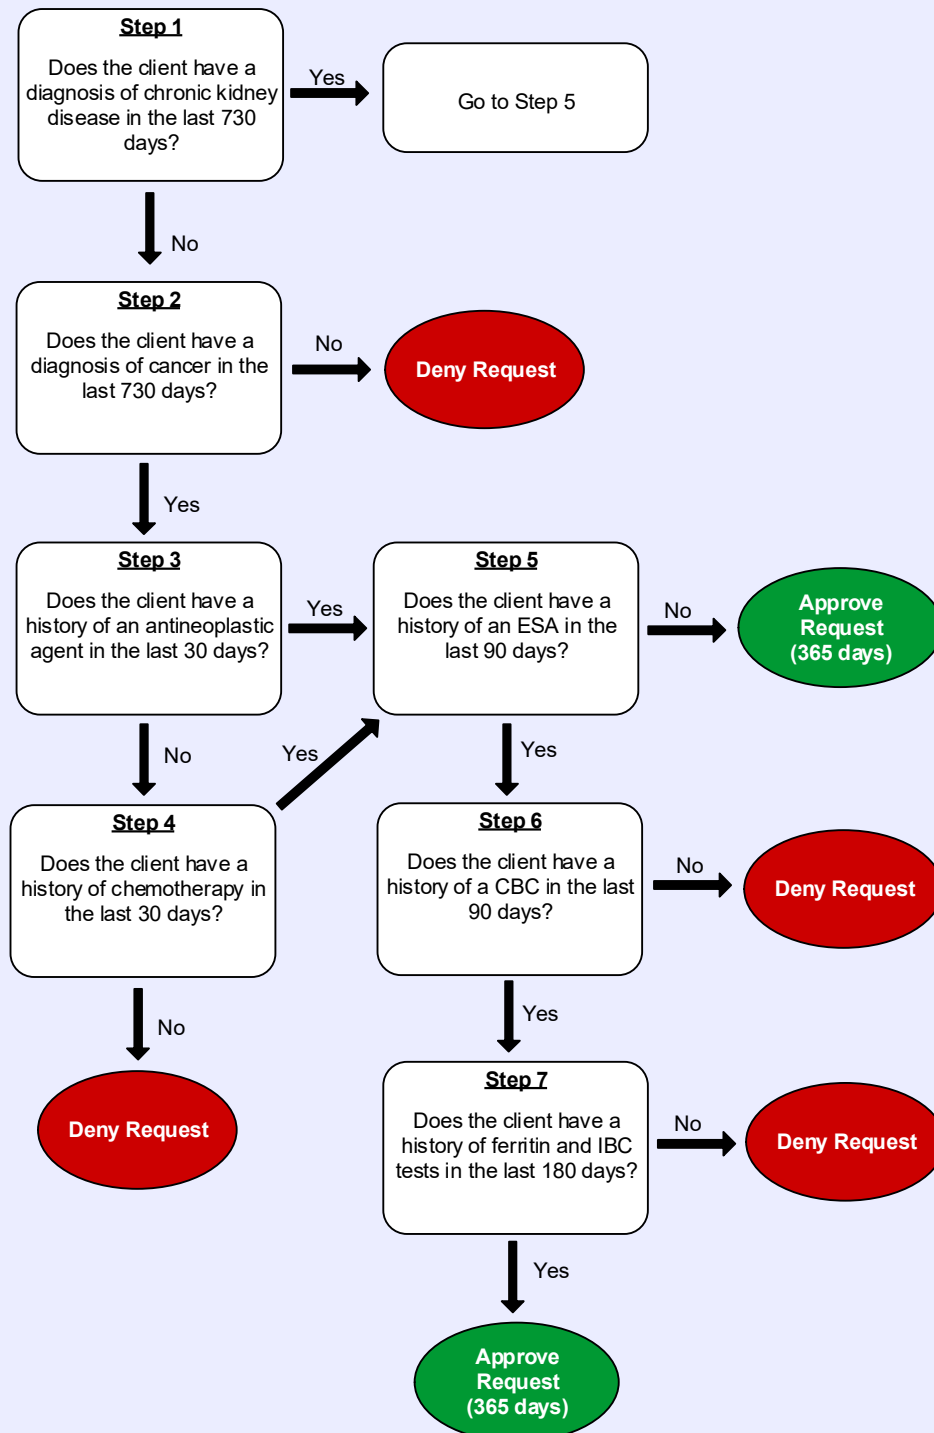 Step 1
Does the client have a
diagnosis of chronic kidney
disease in the last 730
days?
Yes
Go to Step 5
No
Step 2
Does the client have a
diagnosis of cancer in the
last 730 days?
No
Deny Request
Yes
Step 3
Does the client have a
history of an antineoplastic
agent in the last 30 days?
Yes
Step 5
Does the client have a
history of an ESA in the
last 90 days?
No
Approve
Request
(365 days)
No
Yes
Yes
Step 4
Does the client have a
history of chemotherapy in
the last 30 days?
Step 6
Does the client have a
history of a CBC in the last
90 days?
No
Deny Request
No
Deny Request
Yes
Step 7
Does the client have a
history of ferritin and IBC
tests in the last 180 days?
No
Deny Request
Yes
Approve
Request
(365 days)